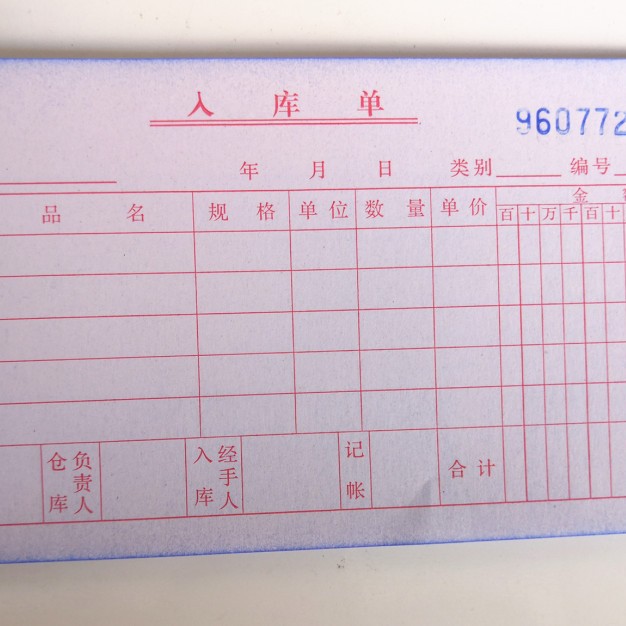 入 库 单
960772
年 月 日 类别 编号
品 名 规 格 单 位 数 量 单 价 金
百 十 万 千 百 十
仓库 负责人 入库 经手人 记帐 合 计